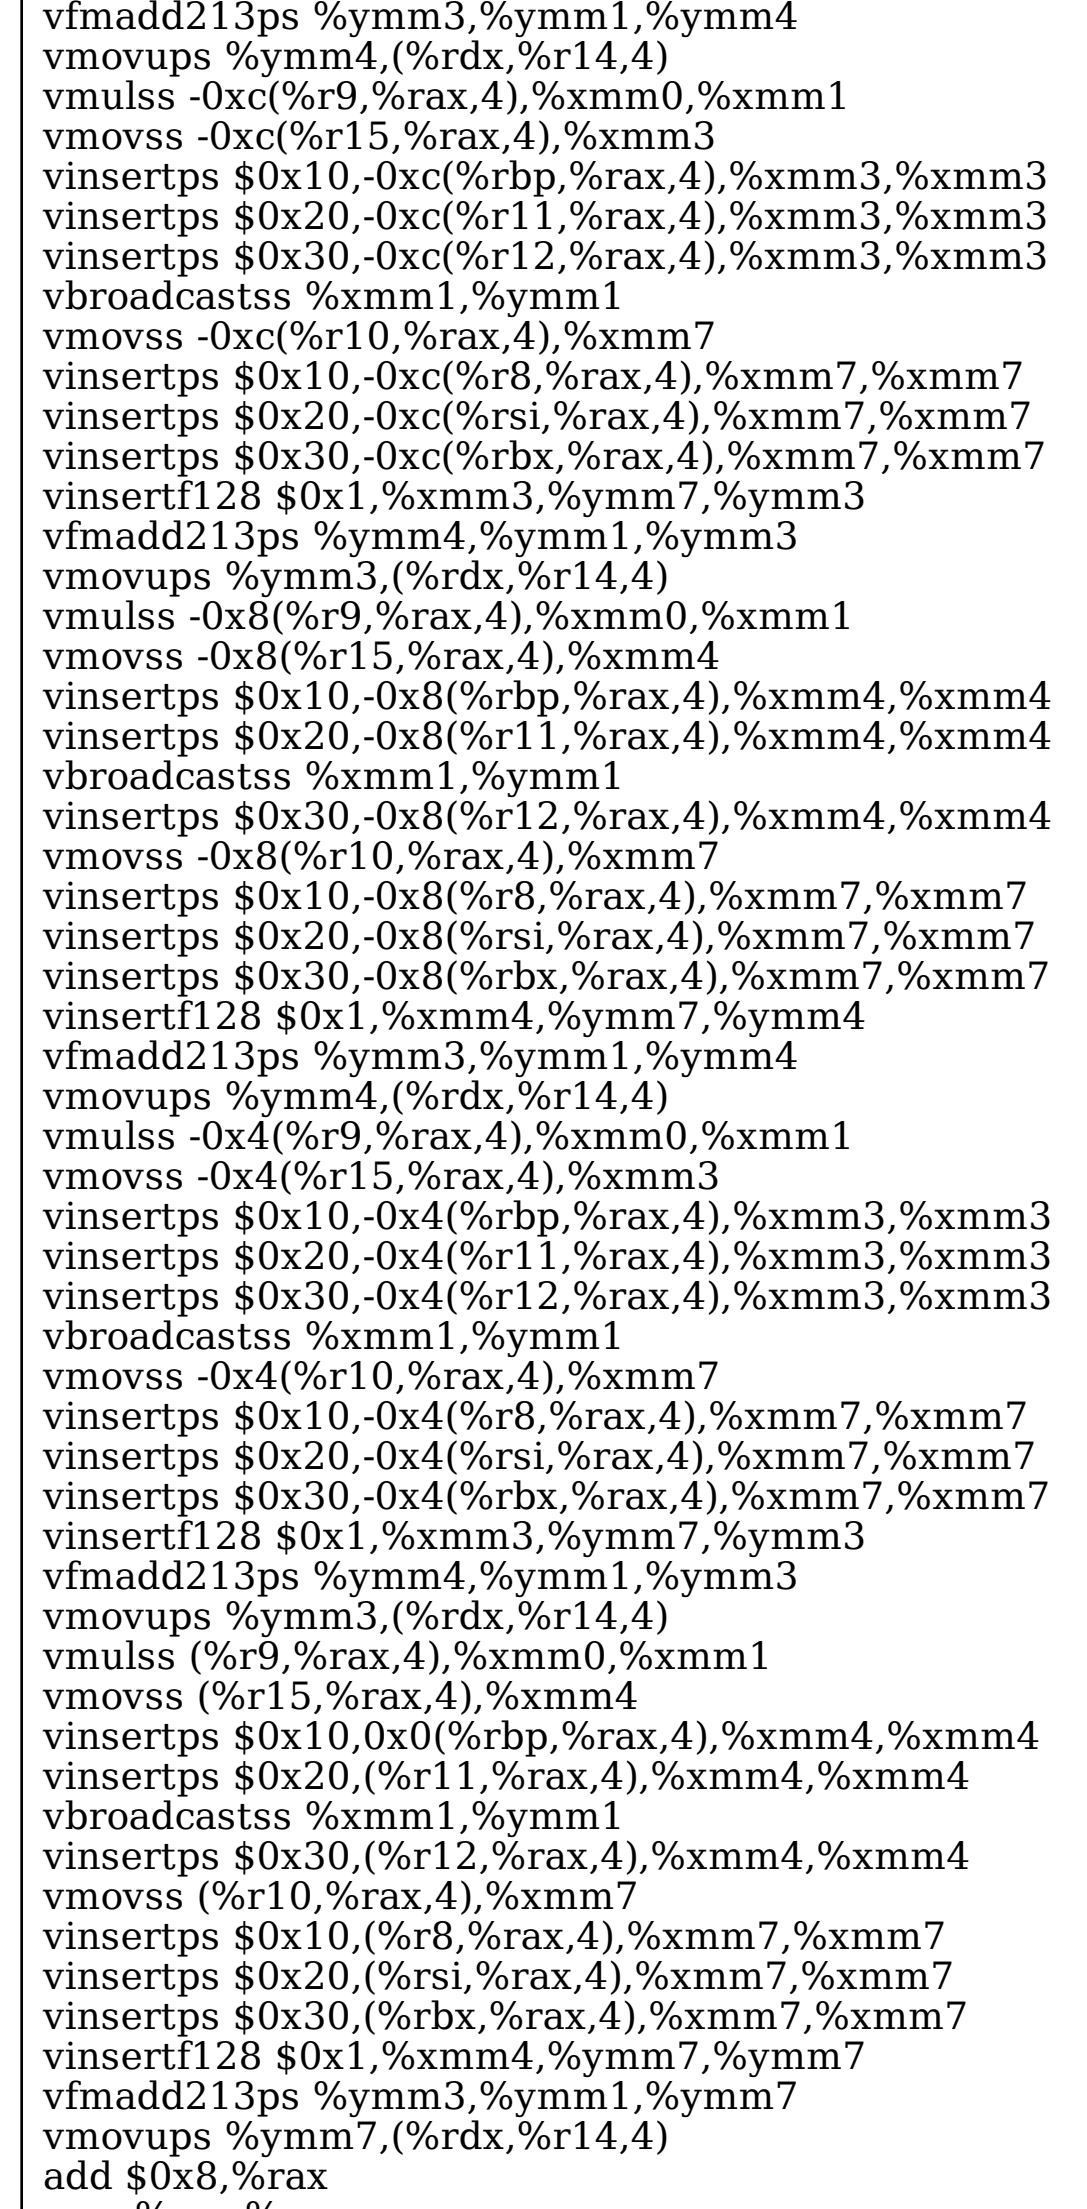 vfmadd213ps %ymm3,%ymm1,%ymm4
vmovups %ymm4,(%rdx,%r14,4)
vmulss -0xc(%r9,%rax,4),%xmm0,%xmm1
vmovss -0xc(%r15,%rax,4),%xmm3
vinsertps $0x10,-0xc(%rbp,%rax,4),%xmm3,%xmm3
vinsertps $0x20,-0xc(%r11,%rax,4),%xmm3,%xmm3
vinsertps $0x30,-0xc(%r12,%rax,4),%xmm3,%xmm3
vbroadcastss %xmm1,%ymm1
vmovss -0xc(%r10,%rax,4),%xmm7
vinsertps $0x10,-0xc(%r8,%rax,4),%xmm7,%xmm7
vinsertps $0x20,-0xc(%rsi,%rax,4),%xmm7,%xmm7
vinsertps $0x30,-0xc(%rbx,%rax,4),%xmm7,%xmm7
vinsertf128 $0x1,%xmm3,%ymm7,%ymm3
vfmadd213ps %ymm4,%ymm1,%ymm3
vmovups %ymm3,(%rdx,%r14,4)
vmulss -0x8(%r9,%rax,4),%xmm0,%xmm1
vmovss -0x8(%r15,%rax,4),%xmm4
vinsertps $0x10,-0x8(%rbp,%rax,4),%xmm4,%xmm4
vinsertps $0x20,-0x8(%r11,%rax,4),%xmm4,%xmm4
vbroadcastss %xmm1,%ymm1
vinsertps $0x30,-0x8(%r12,%rax,4),%xmm4,%xmm4
vmovss -0x8(%r10,%rax,4),%xmm7
vinsertps $0x10,-0x8(%r8,%rax,4),%xmm7,%xmm7
vinsertps $0x20,-0x8(%rsi,%rax,4),%xmm7,%xmm7
vinsertps $0x30,-0x8(%rbx,%rax,4),%xmm7,%xmm7
vinsertf128 $0x1,%xmm4,%ymm7,%ymm4
vfmadd213ps %ymm3,%ymm1,%ymm4
vmovups %ymm4,(%rdx,%r14,4)
vmulss -0x4(%r9,%rax,4),%xmm0,%xmm1
vmovss -0x4(%r15,%rax,4),%xmm3
vinsertps $0x10,-0x4(%rbp,%rax,4),%xmm3,%xmm3
vinsertps $0x20,-0x4(%r11,%rax,4),%xmm3,%xmm3
vinsertps $0x30,-0x4(%r12,%rax,4),%xmm3,%xmm3
vbroadcastss %xmm1,%ymm1
vmovss -0x4(%r10,%rax,4),%xmm7
vinsertps $0x10,-0x4(%r8,%rax,4),%xmm7,%xmm7
vinsertps $0x20,-0x4(%rsi,%rax,4),%xmm7,%xmm7
vinsertps $0x30,-0x4(%rbx,%rax,4),%xmm7,%xmm7
vinsertf128 $0x1,%xmm3,%ymm7,%ymm3
vfmadd213ps %ymm4,%ymm1,%ymm3
vmovups %ymm3,(%rdx,%r14,4)
vmulss (%r9,%rax,4),%xmm0,%xmm1
vmovss (%r15,%rax,4),%xmm4
vinsertps $0x10,0x0(%rbp,%rax,4),%xmm4,%xmm4
vinsertps $0x20,(%r11,%rax,4),%xmm4,%xmm4
vbroadcastss %xmm1,%ymm1
vinsertps $0x30,(%r12,%rax,4),%xmm4,%xmm4
vmovss (%r10,%rax,4),%xmm7
vinsertps $0x10,(%r8,%rax,4),%xmm7,%xmm7
vinsertps $0x20,(%rsi,%rax,4),%xmm7,%xmm7
vinsertps $0x30,(%rbx,%rax,4),%xmm7,%xmm7
vinsertf128 $0x1,%xmm4,%ymm7,%ymm7
vfmadd213ps %ymm3,%ymm1,%ymm7
vmovups %ymm7,(%rdx,%r14,4)
add $0x8,%rax